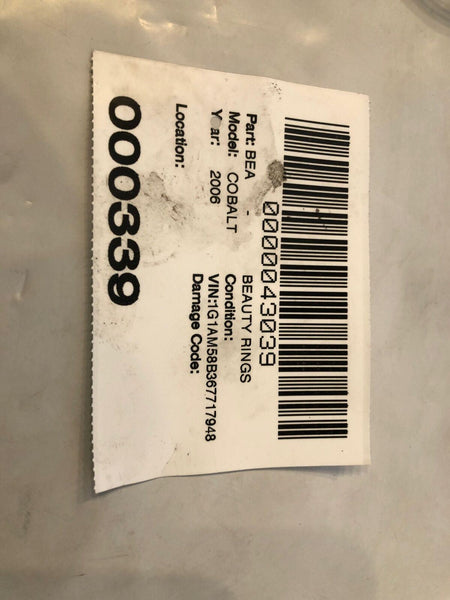 0000043039
Part: BEA - BEAUTY RINGS
Model: COBALT Condition:
Year: 2006 VIN:1G1AM58B367717948
Damage Code:
Location:
000339